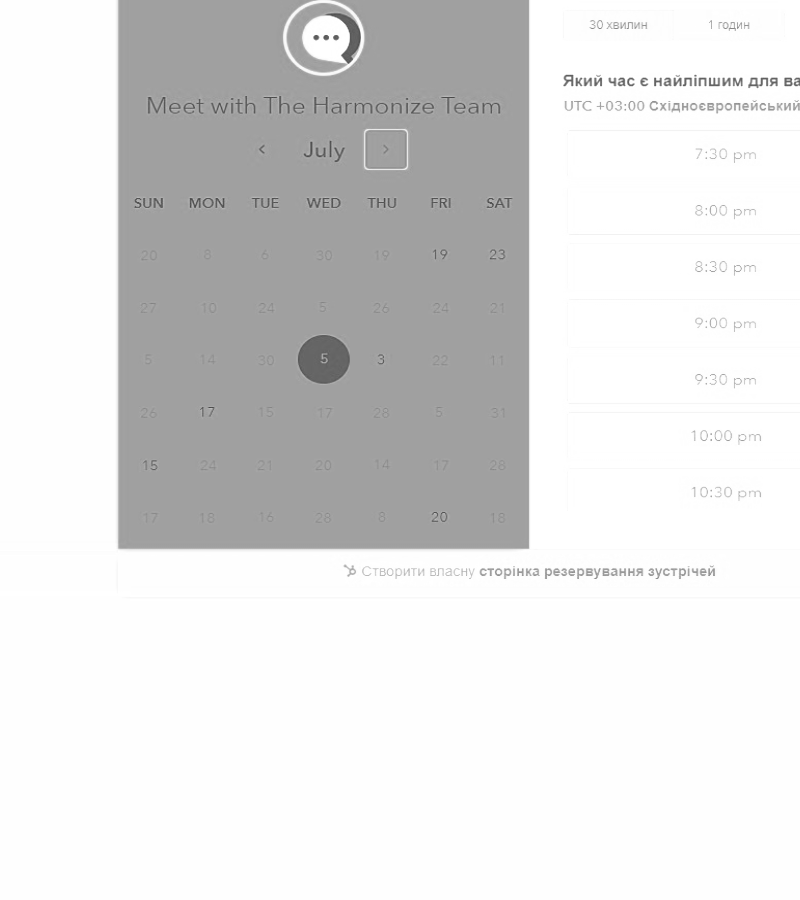 Meet with The Harmonize Team
July
SUN MON TUE WED THU FRI SAT
20 8 6 30 19 19 23
27 10 24 5 26 24 21
5 14 30 5 3 22 11
26 17 15 17 28 5 31
15 24 21 20 14 17 28
17 18 16 28 8 20 18
30 хвилин 1 годин
Який час є найліпшим для ва
UTC +03:00 Східноєвропейський
7:30 pm
8:00 pm
8:30 pm
9:00 pm
9:30 pm
10:00 pm
10:30 pm
Створити власну сторінка резервування зустрічей